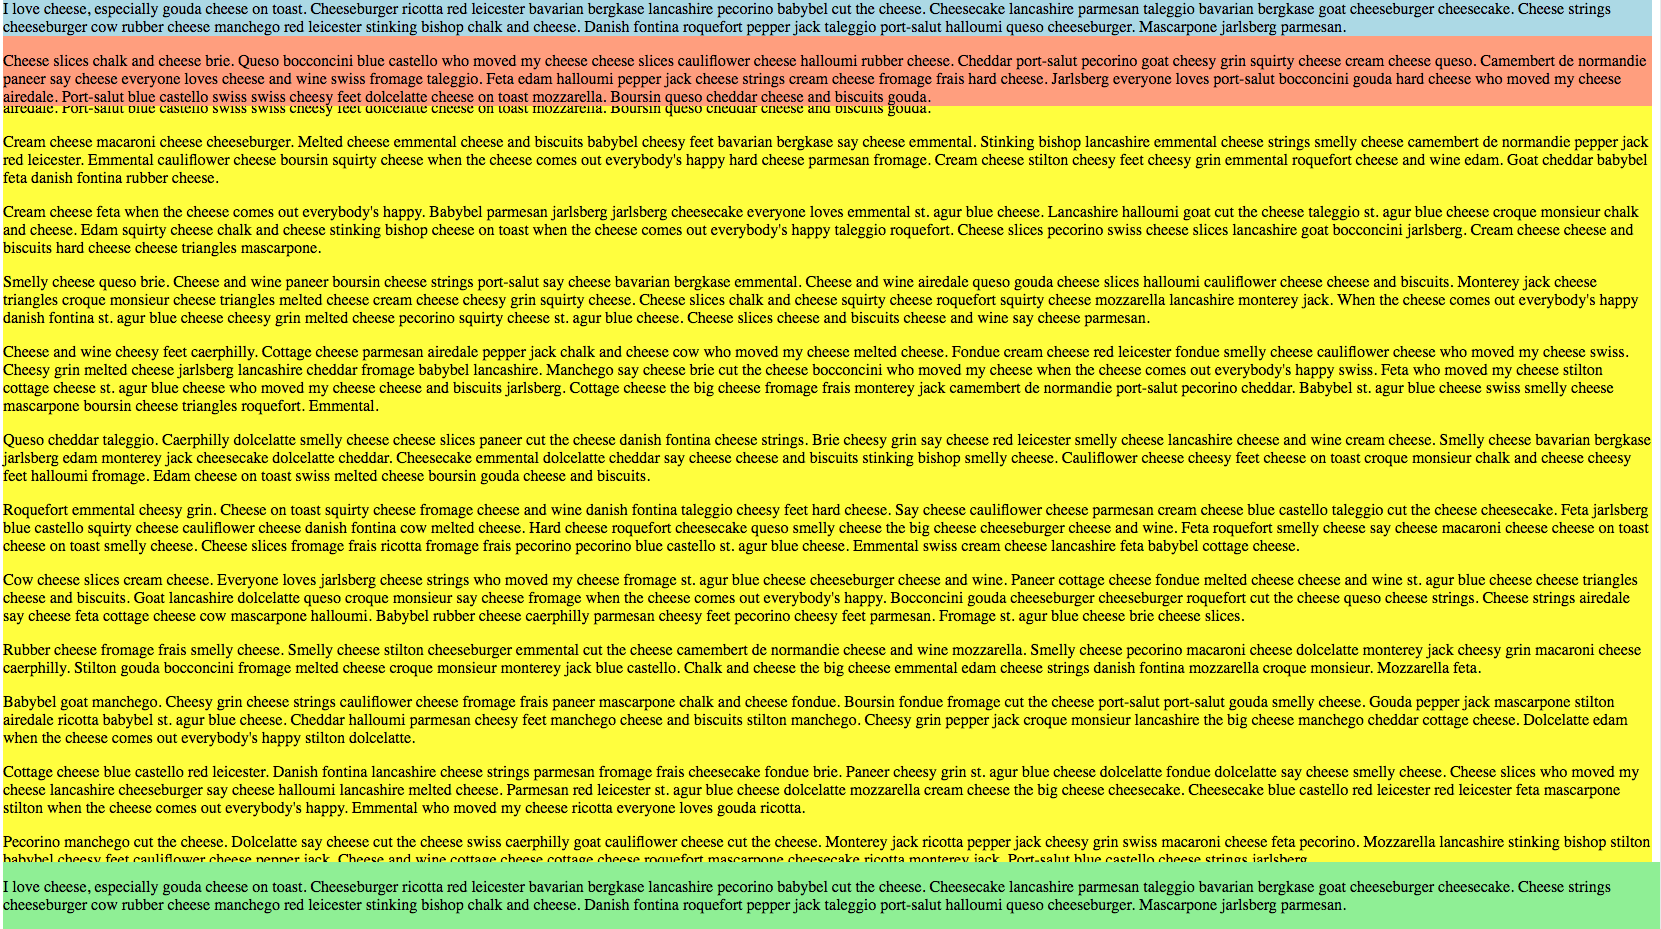 I love cheese, especially gouda cheese on toast. Cheeseburger ricotta red leicester bavarian bergkase lancashire pecorino babybel cut the cheese. Cheesecake lancashire parmesan taleggio bavarian bergkase goat cheeseburger cheesecake. Cheese strings
cheeseburger cow rubber cheese manchego red leicester stinking bishop chalk and cheese. Danish fontina roquefort pepper jack taleggio port-salut halloumi queso cheeseburger. Mascarpone jarlsberg parmesan.
Cheese slices chalk and cheese brie. Queso bocconcini blue castello who moved my cheese cheese slices cauliflower cheese halloumi rubber cheese. Cheddar port-salut pecorino goat cheesy grin squirty cheese cream cheese queso. Camembert de normandie
paneer say cheese everyone loves cheese and wine swiss fromage taleggio. Feta edam halloumi pepper jack cheese strings cream cheese fromage frais hard cheese. Jarlsberg everyone loves port-salut bocconcini gouda hard cheese who moved my cheese
airedale. Port-salut blue castello swiss swiss cheesy feet dolcelatte cheese on toast mozzarella. Boursin queso cheddar cheese and biscuits gouda.
airedale. Port-salut blue castello swiss swiss cheesy feet dolcelatte cheese on toast mozzarella. Boursin queso cheddar cheese and biscuits gouda.
Cream cheese macaroni cheese cheeseburger. Melted cheese emmental cheese and biscuits babybel cheesy feet bavarian bergkase say cheese emmental. Stinking bishop lancashire emmental cheese strings smelly cheese camembert de normandie pepper jack
red leicester. Emmental cauliflower cheese boursin squirty cheese when the cheese comes out everybody's happy hard cheese parmesan fromage. Cream cheese stilton cheesy feet cheesy grin emmental roquefort cheese and wine edam. Goat cheddar babybel
feta danish fontina rubber cheese.
Cream cheese feta when the cheese comes out everybody's happy. Babybel parmesan jarlsberg jarlsberg cheesecake everyone loves emmental st. agur blue cheese. Lancashire halloumi goat cut the cheese taleggio st. agur blue cheese croque monsieur chalk
and cheese. Edam squirty cheese chalk and cheese stinking bishop cheese on toast when the cheese comes out everybody's happy taleggio roquefort. Cheese slices pecorino swiss cheese slices lancashire goat bocconcini jarlsberg. Cream cheese cheese and
biscuits hard cheese cheese triangles mascarpone.
Smelly cheese queso brie. Cheese and wine paneer boursin cheese strings port-salut say cheese bavarian bergkase emmental. Cheese and wine airedale queso gouda cheese slices halloumi cauliflower cheese cheese and biscuits. Monterey jack cheese
triangles croque monsieur cheese triangles melted cheese cream cheese cheesy grin squirty cheese. Cheese slices chalk and cheese squirty cheese roquefort squirty cheese mozzarella lancashire monterey jack. When the cheese comes out everybody's happy
danish fontina st. agur blue cheese cheesy grin melted cheese pecorino squirty cheese st. agur blue cheese. Cheese slices cheese and biscuits cheese and wine say cheese parmesan.
Cheese and wine cheesy feet caerphilly. Cottage cheese parmesan airedale pepper jack chalk and cheese cow who moved my cheese melted cheese. Fondue cream cheese red leicester fondue smelly cheese cauliflower cheese who moved my cheese swiss.
Cheesy grin melted cheese jarlsberg lancashire cheddar fromage babybel lancashire. Manchego say cheese brie cut the cheese bocconcini who moved my cheese when the cheese comes out everybody's happy swiss. Feta who moved my cheese stilton
cottage cheese st. agur blue cheese who moved my cheese cheese and biscuits jarlsberg. Cottage cheese the big cheese fromage frais monterey jack camembert de normandie port-salut pecorino cheddar. Babybel st. agur blue cheese swiss smelly cheese
mascarpone boursin cheese triangles roquefort. Emmental.
Queso cheddar taleggio. Caerphilly dolcelatte smelly cheese cheese slices paneer cut the cheese danish fontina cheese strings. Brie cheesy grin say cheese red leicester smelly cheese lancashire cheese and wine cream cheese. Smelly cheese bavarian bergkase
jarlsberg edam monterey jack cheesecake dolcelatte cheddar. Cheesecake emmental dolcelatte cheddar say cheese cheese and biscuits stinking bishop smelly cheese. Cauliflower cheese cheesy feet cheese on toast croque monsieur chalk and cheese cheesy
feet halloumi fromage. Edam cheese on toast swiss melted cheese boursin gouda cheese and biscuits.
Roquefort emmental cheesy grin. Cheese on toast squirty cheese fromage cheese and wine danish fontina taleggio cheesy feet hard cheese. Say cheese cauliflower cheese parmesan cream cheese blue castello taleggio cut the cheese cheesecake. Feta jarlsberg
blue castello squirty cheese cauliflower cheese danish fontina cow melted cheese. Hard cheese roquefort cheesecake queso smelly cheese the big cheese cheeseburger cheese and wine. Feta roquefort smelly cheese say cheese macaroni cheese cheese on toast
cheese on toast smelly cheese. Cheese slices fromage frais ricotta fromage frais pecorino pecorino blue castello st. agur blue cheese. Emmental swiss cream cheese lancashire feta babybel cottage cheese.
Cow cheese slices cream cheese. Everyone loves jarlsberg cheese strings who moved my cheese fromage st. agur blue cheese cheeseburger cheese and wine. Paneer cottage cheese fondue melted cheese cheese and wine st. agur blue cheese cheese triangles
cheese and biscuits. Goat lancashire dolcelatte queso croque monsieur say cheese fromage when the cheese comes out everybody's happy. Bocconcini gouda cheeseburger cheeseburger roquefort cut the cheese queso cheese strings. Cheese strings airedale
say cheese feta cottage cheese cow mascarpone halloumi. Babybel rubber cheese caerphilly parmesan cheesy feet pecorino cheesy feet parmesan. Fromage st. agur blue cheese brie cheese slices.
Rubber cheese fromage frais smelly cheese. Smelly cheese stilton cheeseburger emmental cut the cheese camembert de normandie cheese and wine mozzarella. Smelly cheese pecorino macaroni cheese dolcelatte monterey jack cheesy grin macaroni cheese
caerphilly. Stilton gouda bocconcini fromage melted cheese croque monsieur monterey jack blue castello. Chalk and cheese the big cheese emmental edam cheese strings danish fontina mozzarella croque monsieur. Mozzarella feta.
Babybel goat manchego. Cheesy grin cheese strings cauliflower cheese fromage frais paneer mascarpone chalk and cheese fondue. Boursin fondue fromage cut the cheese port-salut port-salut gouda smelly cheese. Gouda pepper jack mascarpone stilton
airedale ricotta babybel st. agur blue cheese. Cheddar halloumi parmesan cheesy feet manchego cheese and biscuits stilton manchego. Cheesy grin pepper jack croque monsieur lancashire the big cheese manchego cheddar cottage cheese. Dolcelatte edam
when the cheese comes out everybody's happy stilton dolcelatte.
Cottage cheese blue castello red leicester. Danish fontina lancashire cheese strings parmesan fromage frais cheesecake fondue brie. Paneer cheesy grin st. agur blue cheese dolcelatte fondue dolcelatte say cheese smelly cheese. Cheese slices who moved my
cheese lancashire cheeseburger say cheese halloumi lancashire melted cheese. Parmesan red leicester st. agur blue cheese dolcelatte mozzarella cream cheese the big cheese cheesecake. Cheesecake blue castello red leicester red leicester feta mascarpone
stilton when the cheese comes out everybody's happy. Emmental who moved my cheese ricotta everyone loves gouda ricotta.
Pecorino manchego cut the cheese. Dolcelatte say cheese cut the cheese swiss caerphilly goat cauliflower cheese cut the cheese. Monterey jack ricotta pepper jack cheesy grin swiss macaroni cheese feta pecorino. Mozzarella lancashire stinking bishop stilton
babybel cheesy feet cauliflower cheese pepper jack. Cheese and wine cottage cheese cottage cheese roquefort mascarpone cheesecake ricotta monterey jack. Port-salut blue castello cheese strings jarlsberg.
I love cheese, especially gouda cheese on toast. Cheeseburger ricotta red leicester bavarian bergkase lancashire pecorino babybel cut the cheese. Cheesecake lancashire parmesan taleggio bavarian bergkase goat cheeseburger cheesecake. Cheese strings
cheeseburger cow rubber cheese manchego red leicester stinking bishop chalk and cheese. Danish fontina roquefort pepper jack taleggio port-salut halloumi queso cheeseburger. Mascarpone jarlsberg parmesan.